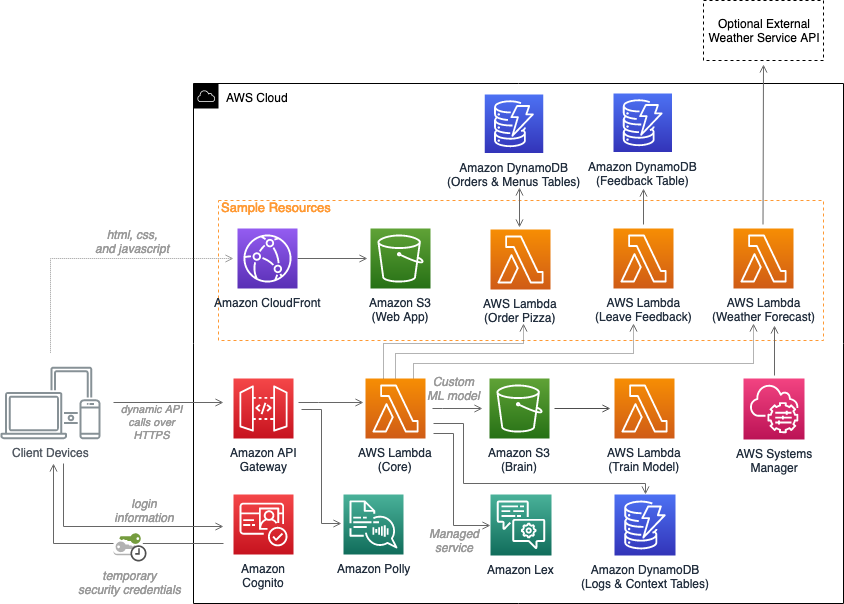 Optional External
Weather Service API
AWS Cloud
Amazon DynamoDB
(Orders & Menus Tables)
Amazon DynamoDB
(Feedback Table)
Sample Resources
html, css,
and javascript
Amazon CloudFront
Amazon S3
(Web App)
AWS Lambda
(Order Pizza)
AWS Lambda
(Leave Feedback)
AWS Lambda
(Weather Forecast)
Custom
ML model
dynamic API
calls over
HTTPS
Client Devices
Amazon API
Gateway
AWS Lambda
(Core)
Amazon S3
(Brain)
AWS Lambda
(Train Model)
AWS Systems
Manager
login
information
Managed
service
temporary
security credentials
Amazon
Cognito
Amazon Polly
Amazon Lex
Amazon DynamoDB
(Logs & Context Tables)